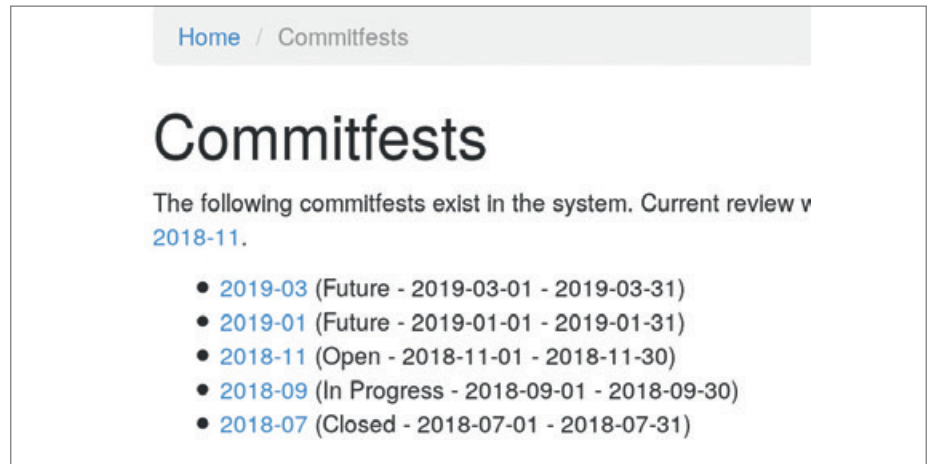 Home / Commitfests
Commitfests
The following commitfests exist in the system. Current review
2018-11.
• 2019-03 (Future - 2019-03-01 - 2019-03-31)
• 2019-01 (Future - 2019-01-01 - 2019-01-31)
• 2018-11 (Open - 2018-11-01 - 2018-11-30)
• 2018-09 (In Progress - 2018-09-01 - 2018-09-30)
• 2018-07 (Closed - 2018-07-01 - 2018-07-31)